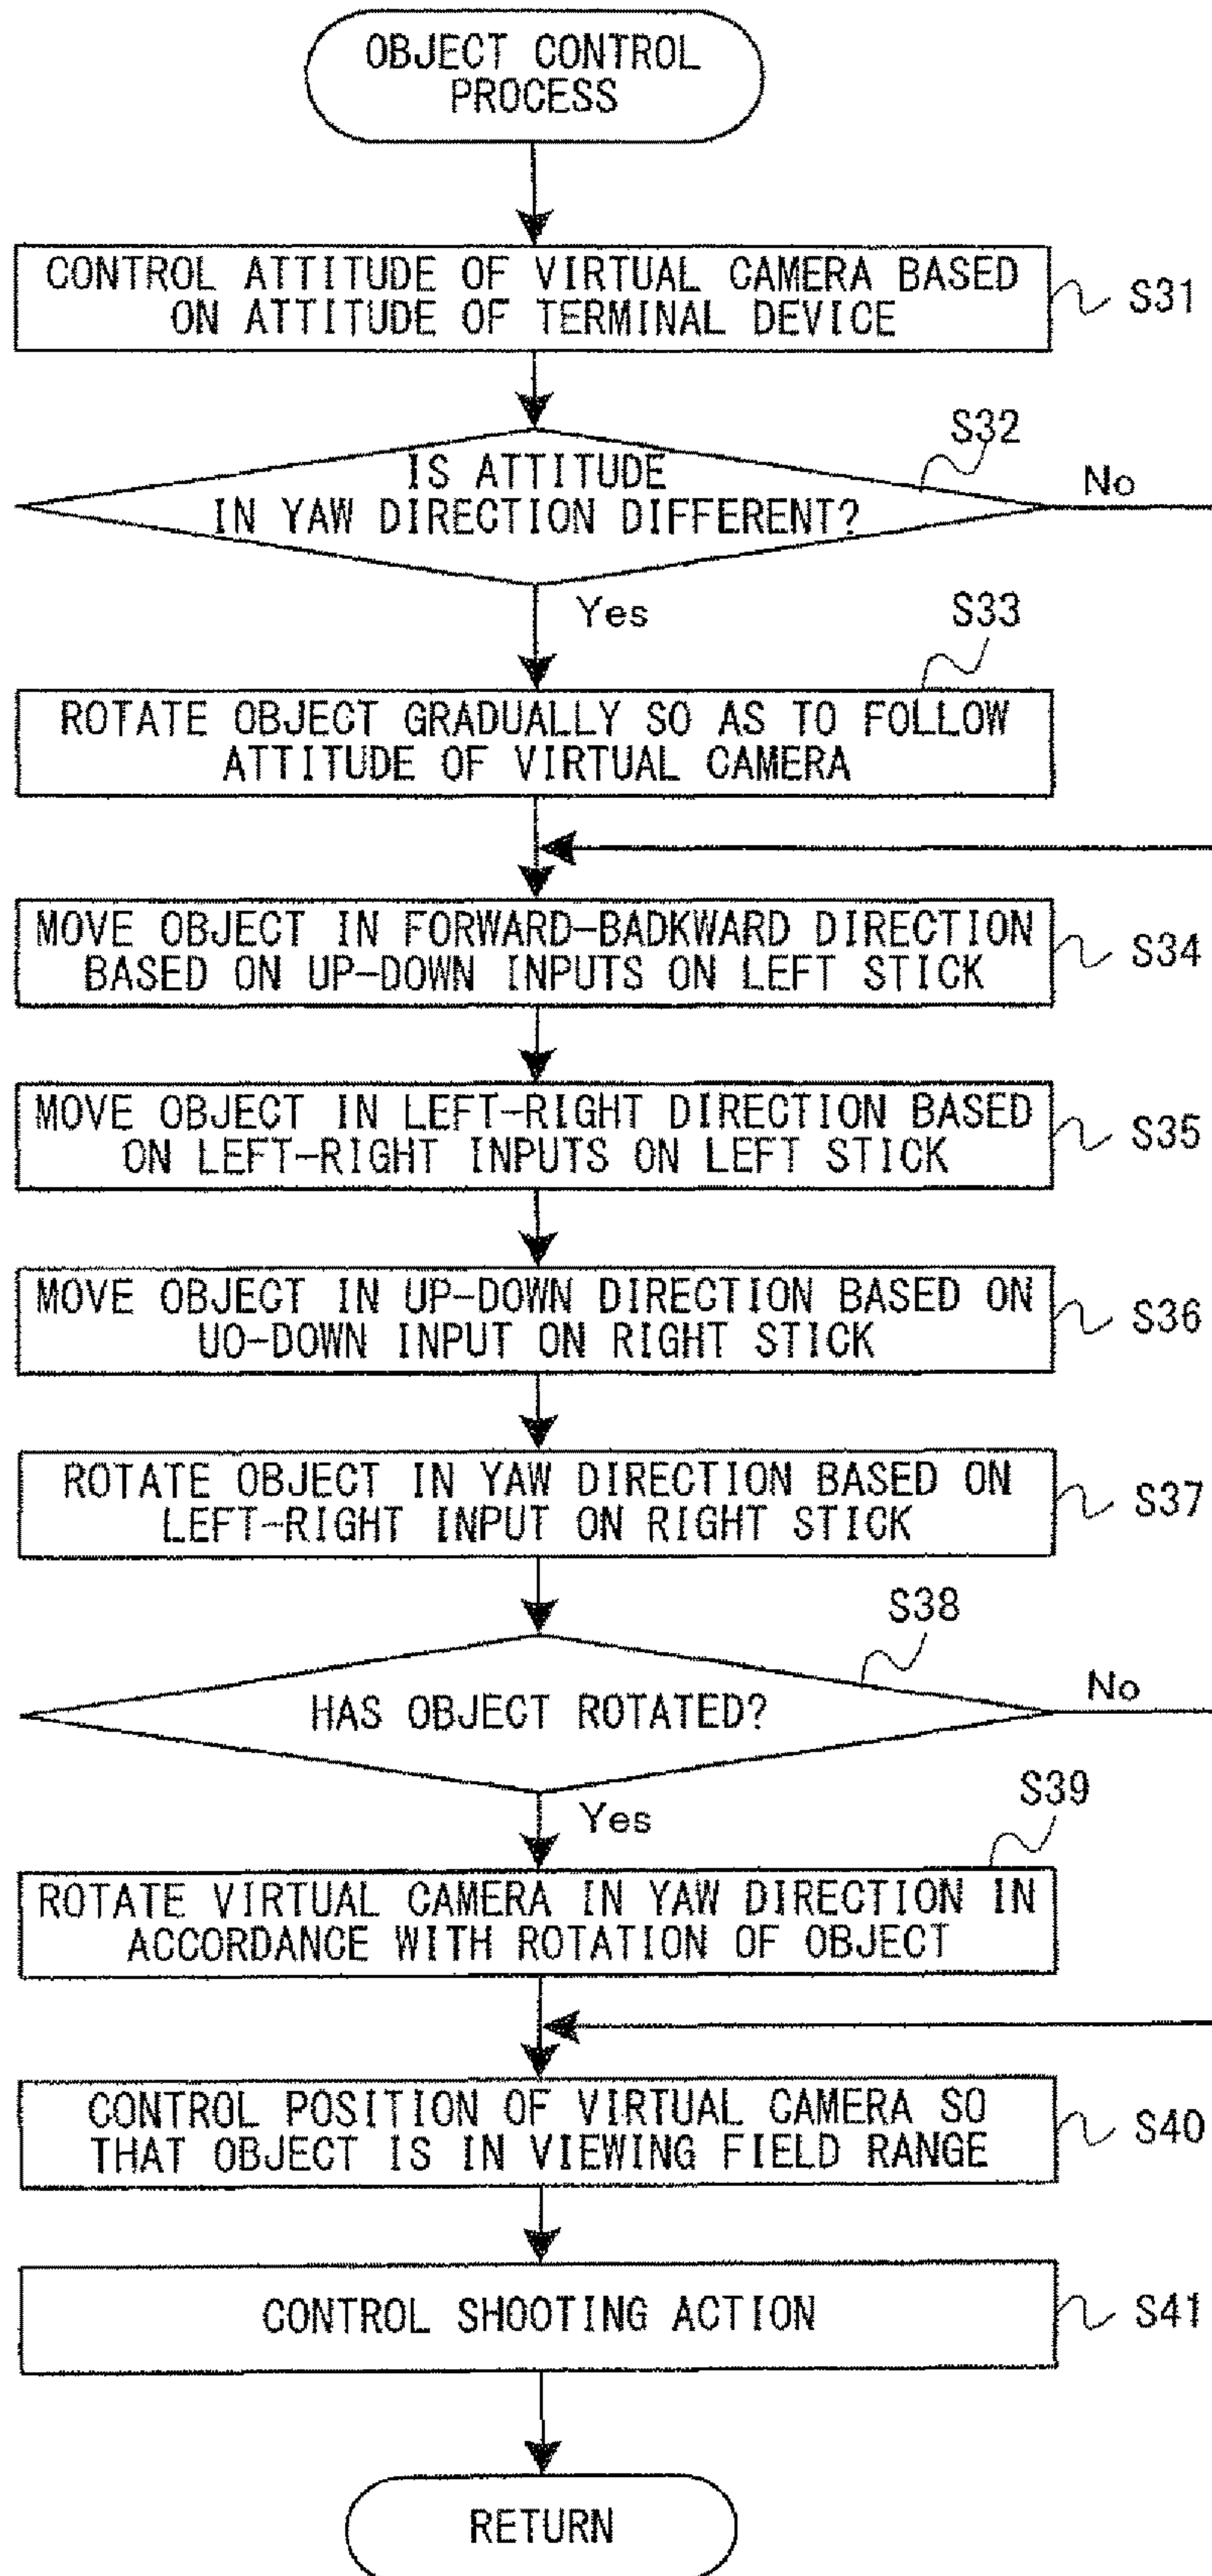 OBJECT CONTROL
PROCESS
CONTROL ATTITUDE OF VIRTUAL CAMERA BASED
ON ATTITUDE OF TERMINAL DEVICE
S31
S32
IS ATTITUDE
IN YAW DIRECTION DIFFERENT?
No
Yes
S33
ROTATE OBJECT GRADUALLY SO AS TO FOLLOW
ATTITUDE OF VIRTUAL CAMERA
MOVE OBJECT IN FORWARD-BADKWARD DIRECTION
BASED ON UP-DOWN INPUTS ON LEFT STICK
S34
MOVE OBJECT IN LEFT-RIGHT DIRECTION BASED
ON LEFT-RIGHT INPUTS ON LEFT STICK
S35
MOVE OBJECT IN UP-DOWN DIRECTION BASED ON
UO-DOWN INPUT ON RIGHT STICK
S36
ROTATE OBJECT IN YAW DIRECTION BASED ON
LEFT-RIGHT INPUT ON RIGHT STICK
S37
S38
HAS OBJECT ROTATED?
No
Yes
S39
ROTATE VIRTUAL CAMERA IN YAW DIRECTION IN
ACCORDANCE WITH ROTATION OF OBJECT
CONTROL POSITION OF VIRTUAL CAMERA SO
THAT OBJECT IS IN VIEWING FIELD RANGE
S40
CONTROL SHOOTING ACTION
S41
RETURN